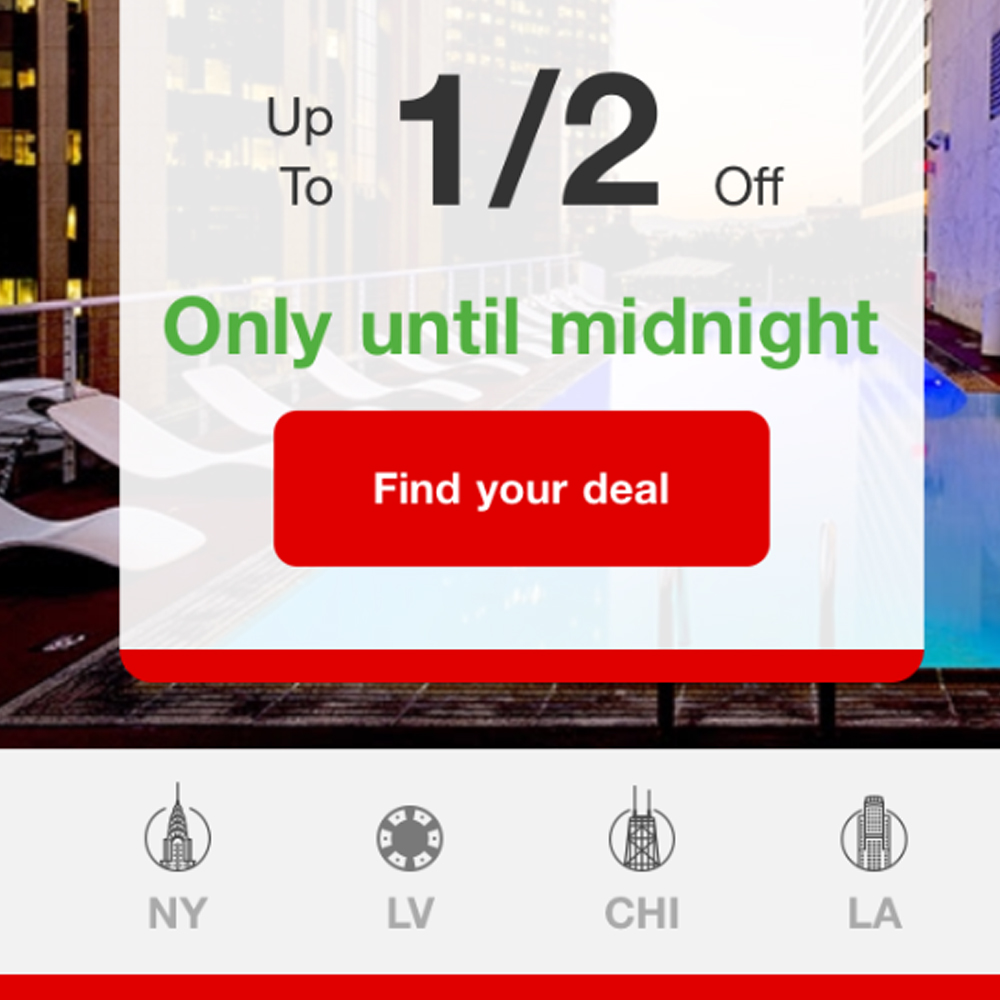 Up
To 1/2 Off
Only until midnight
Find your deal
NY LV CHI LA